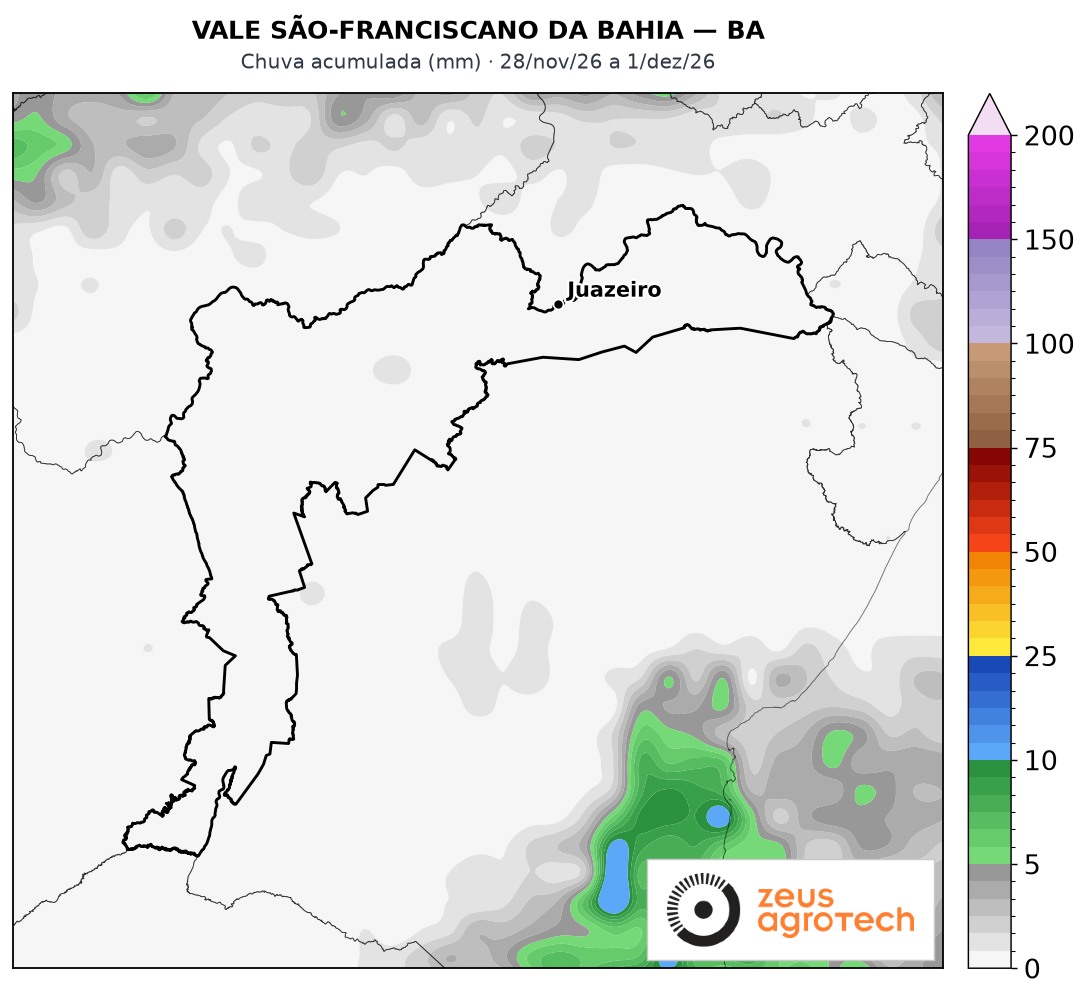 VALE SÃO-FRANCISCANO DA BAHIA — BA
Chuva acumulada (mm) · 28/nov/26 a 1/dez/26
Juazeiro
200
150
100
75
50
25
10
5
0
zeus
agrotech